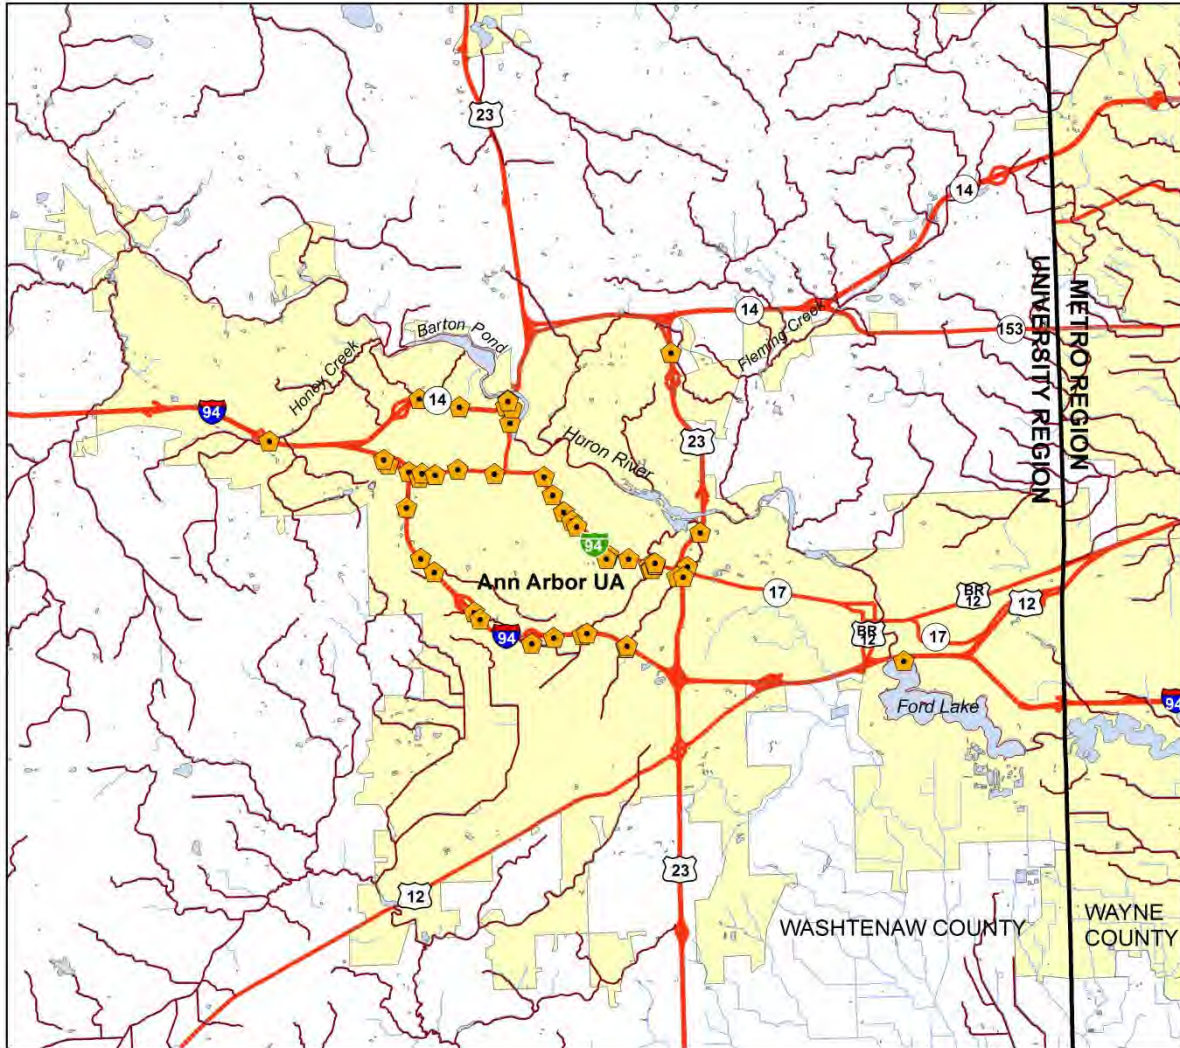 23
14
Barton Pond
14
Fleming Creek
153
UNIVERSITY REGION
METRO REGION
Honey Creek
94
14
23
Huron River
94
Ann Arbor UA
17
BR
12
12
BR
12
17
94
Ford Lake
94
12
23
WASHTENAW COUNTY
WAYNE
COUNTY